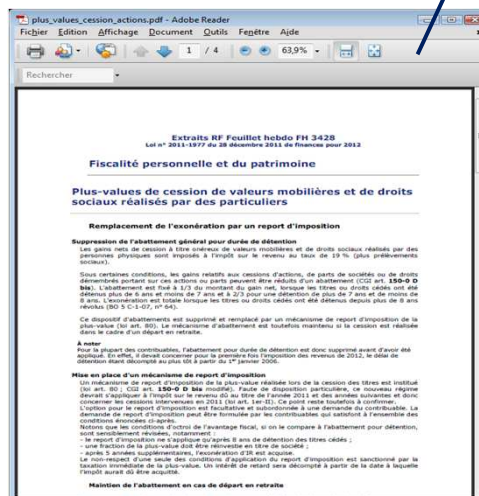 plus_values_cession_actions.pdf - Adobe Reader
Fichier Edition Affichage Document Outils Fenêtre Aide
1 / 4 63,9%
Rechercher
Extraits RF Feuillet hebdo FH 3428
Loi n° 2011-1977 du 28 décembre 2011 de finances pour 2012
Fiscalité personnelle et du patrimoine
Plus-values de cession de valeurs mobilières et de droits
sociaux réalisés par des particuliers
Remplacement de l'exonération par un report d'imposition
Suppression de l'abattement général pour durée de détention
Les gains nets de cession à titre onéreux de valeurs mobilières et de droits sociaux réalisés par des
personnes physiques sont imposés à l'impôt sur le revenu au taux de 19 % (plus prélèvements
sociaux).
Sous certaines conditions, les gains relatifs aux cessions d'actions, de parts de sociétés ou de droits
démembrés portant sur ces actions ou parts peuvent être réduits d'un abattement (CGI art. 150-0 D
bis). L'abattement est fixé à 1/3 du montant du gain net, lorsque les titres ou droits cédés ont été
détenus plus de 6 ans et moins de 7 ans et à 2/3 pour une détention de plus de 7 ans et de moins de
8 ans. L'exonération est totale lorsque les titres ou droits cédés ont été détenus depuis plus de 8 ans
révolus (BO 5 C-1-07, n° 64).
Ce dispositif d'abattements est supprimé et remplacé par un mécanisme de report d'imposition de la
plus-value (loi art. 80). Le mécanisme d'abattement est toutefois maintenu si la cession est réalisée
dans le cadre d'un départ en retraite.
À noter
Pour la plupart des contribuables, l'abattement pour durée de détention est donc supprimé avant d'avoir été
appliqué. En effet, il devait concerner pour la première fois l'imposition des revenus de 2012, le délai de
détention étant décompté au plus tôt à partir du 1er janvier 2006.
Mise en place d'un mécanisme de report d'imposition
Un mécanisme de report d'imposition de la plus-value réalisée lors de la cession des titres est institué
(loi art. 80 ; CGI art. 150-0 D bis modifié). Faute de disposition particulière, ce nouveau régime
devrait s'appliquer à l'impôt sur le revenu dû au titre de l'année 2011 et des années suivantes et donc
concerner les cessions intervenues en 2011 (loi art. 1er-II). Ce point reste toutefois à confirmer.
L'option pour le report d'imposition est facultative et subordonnée à une demande du contribuable. La
demande de report d'imposition peut être formulée par les contribuables qui satisfont à l'ensemble des
conditions énoncées ci-après.
Notons que les conditions d'octroi de l'avantage fiscal, si on le compare à l'abattement pour détention,
sont sensiblement révisées, notamment :
- le report d'imposition ne s'applique qu'après 8 ans de détention des titres cédés ;
- une fraction de la plus-value doit être réinvestie en titre de société ;
- après 5 années supplémentaires, l'exonération d'IR est acquise.
Le non-respect d'une seule des conditions d'application du report d'imposition est sanctionné par la
taxation immédiate de la plus-value. Un intérêt de retard sera décompté à partir de la date à laquelle
l'impôt aurait dû être acquitté.
Maintien de l'abattement en cas de départ en retraite